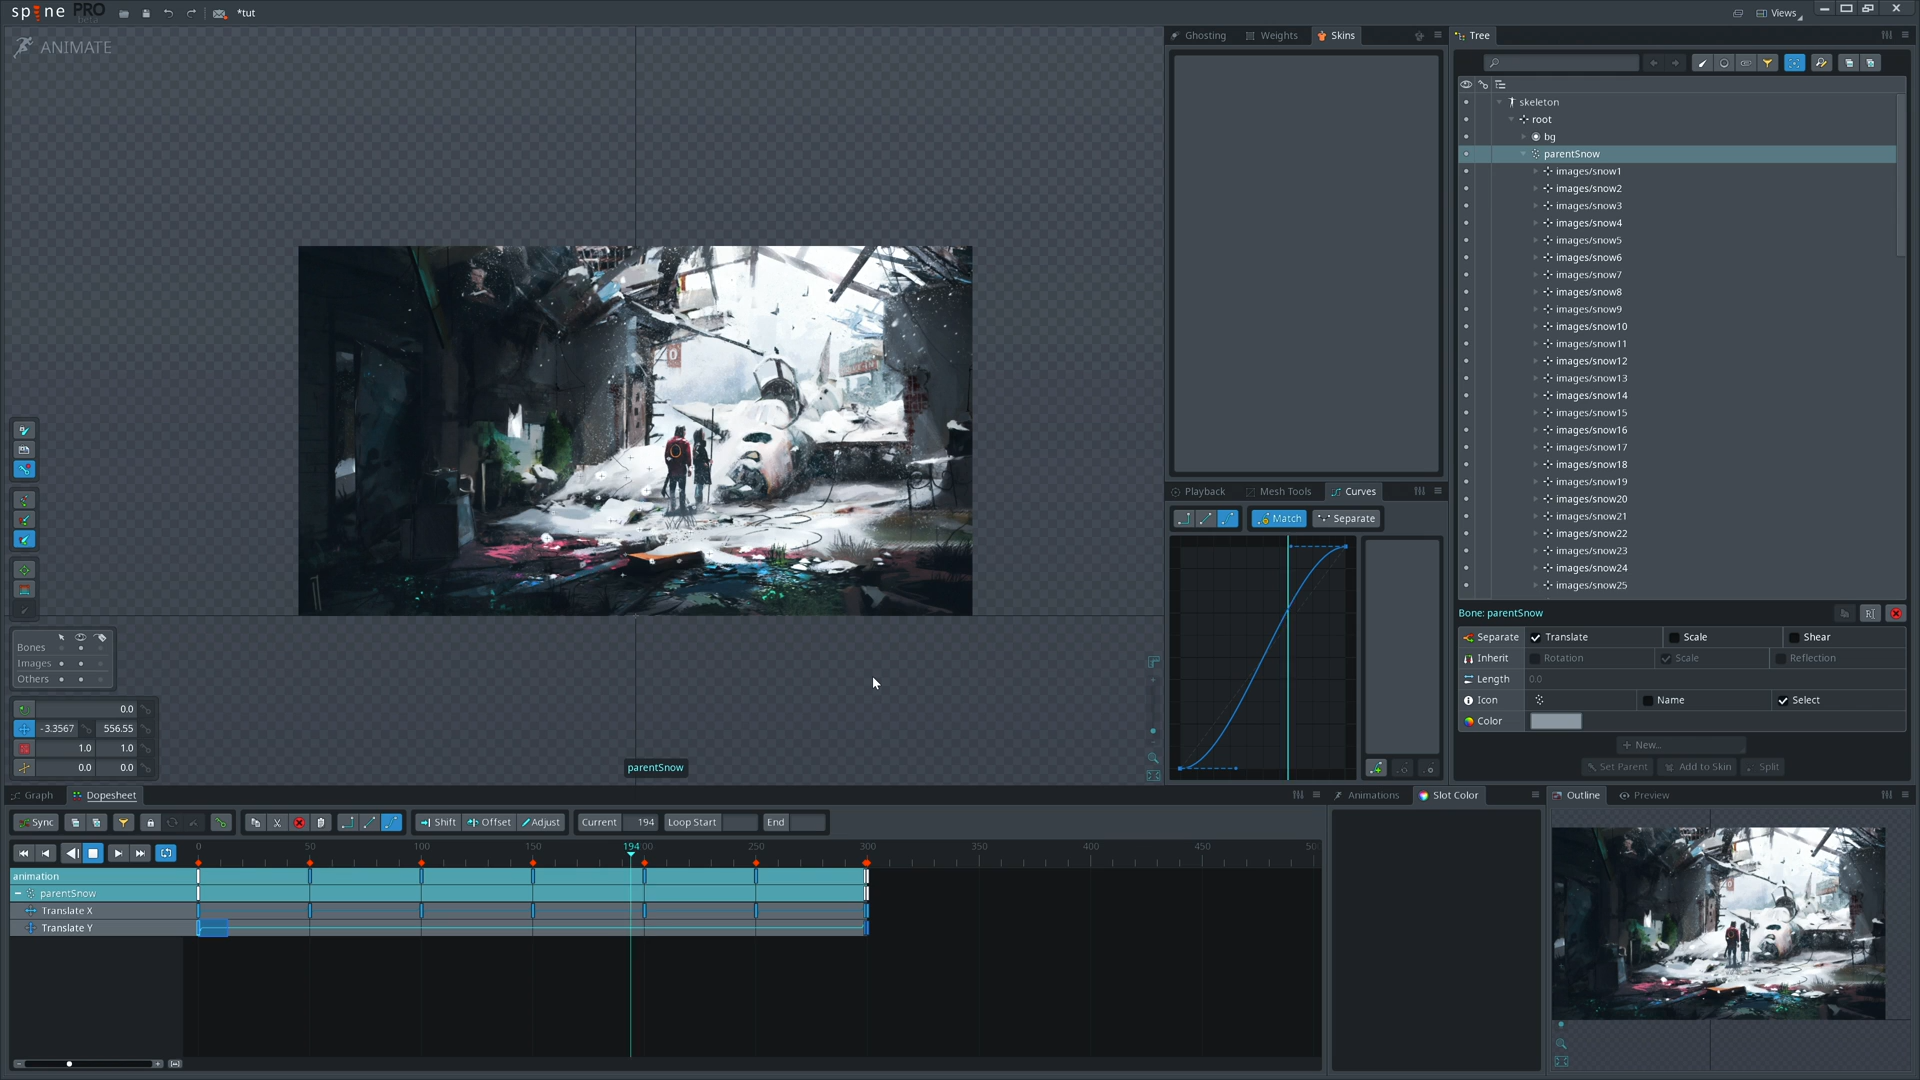 spine PRO
beta
*tut
Views
ANIMATE
Ghosting
Weights
Skins
Tree
skeleton
root
bg
parentSnow
images/snow1
images/snow2
images/snow3
images/snow4
images/snow5
images/snow6
images/snow7
images/snow8
images/snow9
images/snow10
images/snow11
images/snow12
images/snow13
images/snow14
images/snow15
images/snow16
images/snow17
images/snow18
images/snow19
images/snow20
images/snow21
images/snow22
images/snow23
images/snow24
images/snow25
Playback
Mesh Tools
Curves
Match
Separate
Bone: parentSnow
Separate
Translate
Scale
Shear
Inherit
Rotation
Scale
Reflection
Length
0.0
Icon
Name
Select
Color
+ New...
Set Parent
Add to Skin
Split
Bones
Images
Others
0.0
-3.3567 556.55
1.0 1.0
0.0 0.0
parentSnow
Graph
Dopesheet
Animations
Slot Color
Outline
Preview
Sync
Shift
Offset
Adjust
Current 194
Loop Start
End
0 50 100 150 194 250 300 350 400 450
animation
parentSnow
Translate X
Translate Y